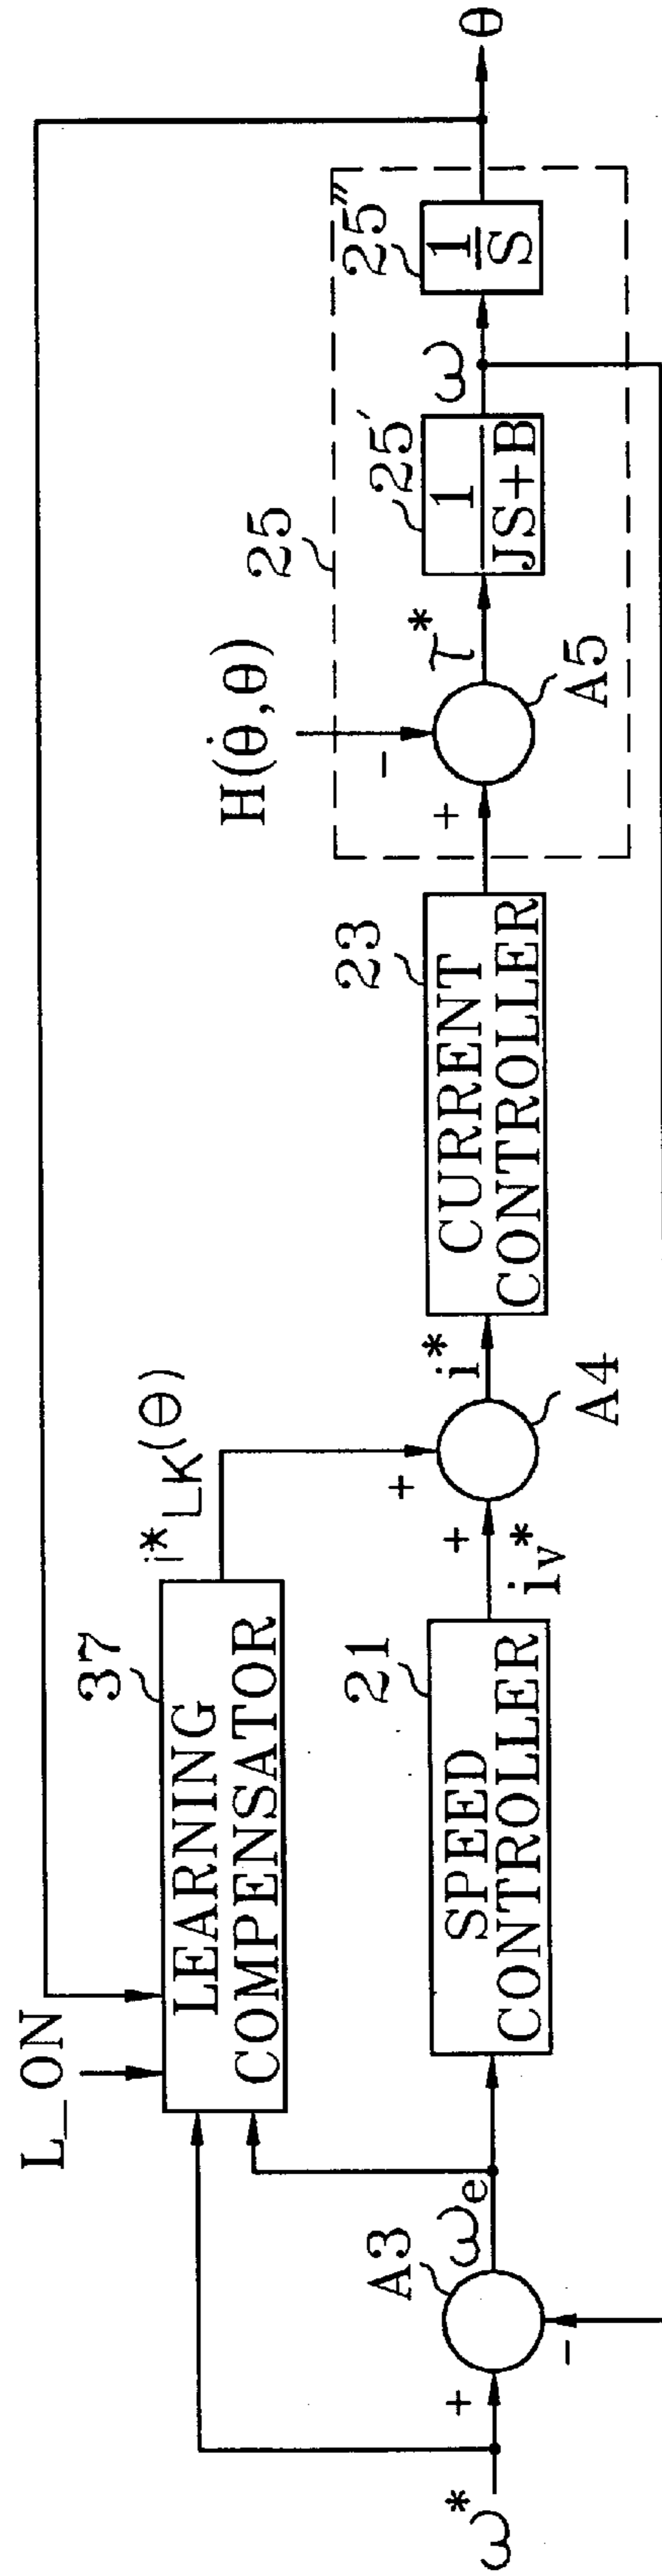 L_ON
37
LEARNING
COMPENSATOR
i*LK(θ)
ω*
+
-
A3
ωe
21
SPEED
CONTROLLER
iv*
+
+
A4
i*
23
CURRENT
CONTROLLER
H(θ̇,θ)
+
-
A5
τ*
25
25'
1
JS+B
ω
25''
1
S
θ